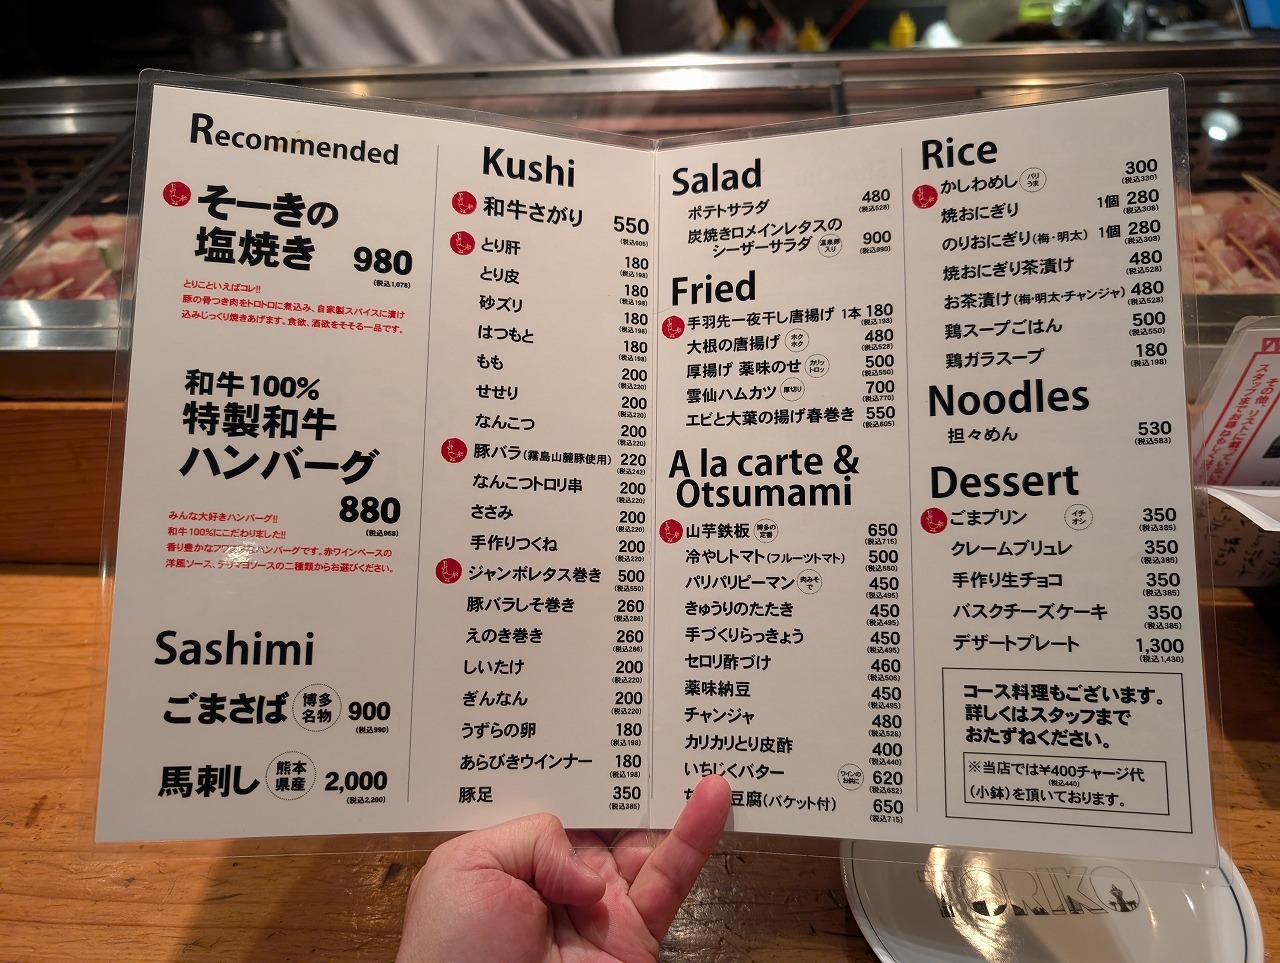 Recommended
そーきの
塩焼き 980
(税込1,078)
とりこといえばコレ!!
豚の骨つき肉をトロトロに煮込み、自家製スパイスに漬け
込みじっくり焼きあげます。食欲、酒欲をそそる一品です。
和牛100%
特製和牛
ハンバーグ
880
(税込968)
みんな大好きハンバーグ!!
和牛100%にこだわりました!!
香り豊かな ハンバーグです。赤ワインベースの
洋風ソース、テリマヨソースの二種類からお選びください。
Sashimi
ごまさば 博多名物 900
(税込990)
馬刺し 熊本県産 2,000
(税込2,200)
Kushi
和牛さがり 550
(税込605)
とり肝 180
(税込198)
とり皮 180
(税込198)
砂ズリ 180
(税込198)
はつもと 180
(税込198)
もも 200
(税込220)
せせり 200
(税込220)
なんこつ 200
(税込220)
豚バラ(霧島山麓豚使用) 220
(税込242)
なんこつトロリ串 200
(税込220)
ささみ 200
(税込220)
手作りつくね 200
(税込220)
ジャンボレタス巻き 500
(税込550)
豚バラしそ巻き 260
(税込286)
えのき巻き 260
(税込286)
しいたけ 200
(税込220)
ぎんなん 200
(税込220)
うずらの卵 180
(税込198)
あらびきウインナー 180
(税込198)
豚足 350
(税込385)
Salad
ポテトサラダ 480
(税込528)
炭焼きロメインレタスの
シーザーサラダ 温泉卵入り 900
(税込990)
Fried
手羽先一夜干し唐揚げ 1本 180
(税込198)
大根の唐揚げ ホクホク 480
(税込528)
厚揚げ 薬味のせ カリットロッ 500
(税込550)
雲仙ハムカツ 厚切り 700
(税込770)
エビと大葉の揚げ春巻き 550
(税込605)
A la carte &
Otsumami
山芋鉄板 博多の定番 650
(税込715)
冷やしトマト(フルーツトマト) 500
(税込550)
パリパリピーマン 肉みそで 450
(税込495)
きゅうりのたたき 450
(税込495)
手づくりらっきょう 450
(税込495)
セロリ酢づけ 460
(税込506)
薬味納豆 450
(税込495)
チャンジャ 480
(税込528)
カリカリとり皮酢 400
(税込440)
いちじくバター ワインのお供に 620
(税込682)
豆腐(バケット付) 650
(税込715)
Rice
かしわめし パリうま 300
(税込330)
焼おにぎり 1個 280
(税込308)
のりおにぎり(梅・明太) 1個 280
(税込308)
焼おにぎり茶漬け 480
(税込528)
お茶漬け(梅・明太・チャンジャ) 480
(税込528)
鶏スープごはん 500
(税込550)
鶏ガラスープ 180
(税込198)
Noodles
担々めん 530
(税込583)
Dessert
ごまプリン イチオシ 350
(税込385)
クレームブリュレ 350
(税込385)
手作り生チョコ 350
(税込385)
バスクチーズケーキ 350
(税込385)
デザートプレート 1,300
(税込1,430)
コース料理もございます。
詳しくはスタッフまで
おたずねください。
※当店では¥400チャージ代
(税込440)
(小鉢)を頂いております。
TORIKO